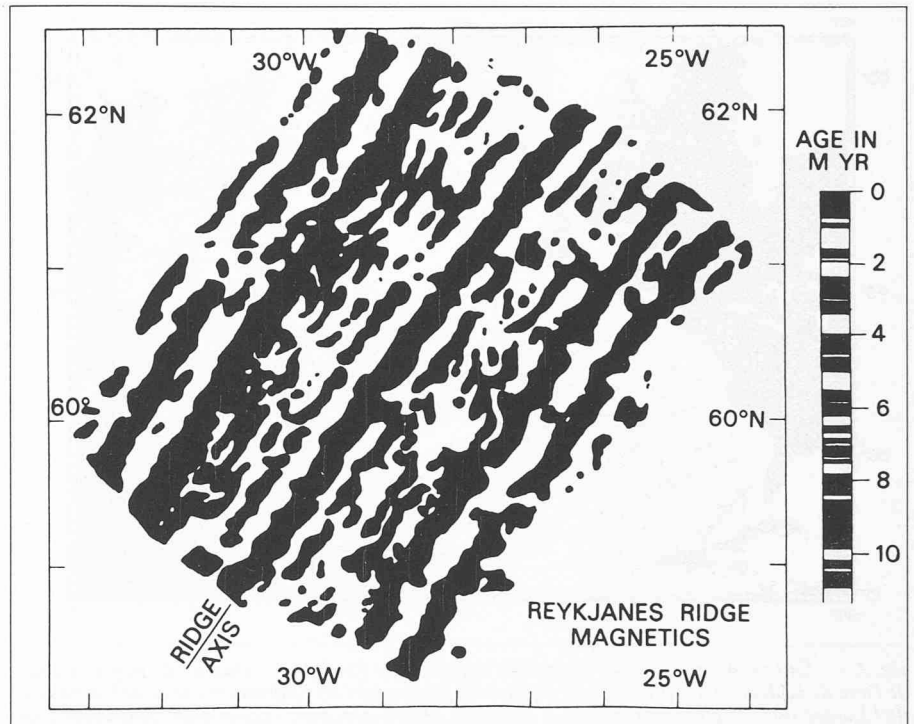 30°W
25°W
62°N
62°N
AGE IN
M YR
0
2
4
6
8
10
60°
60°N
RIDGE
AXIS
REYKJANES RIDGE
MAGNETICS
30°W
25°W